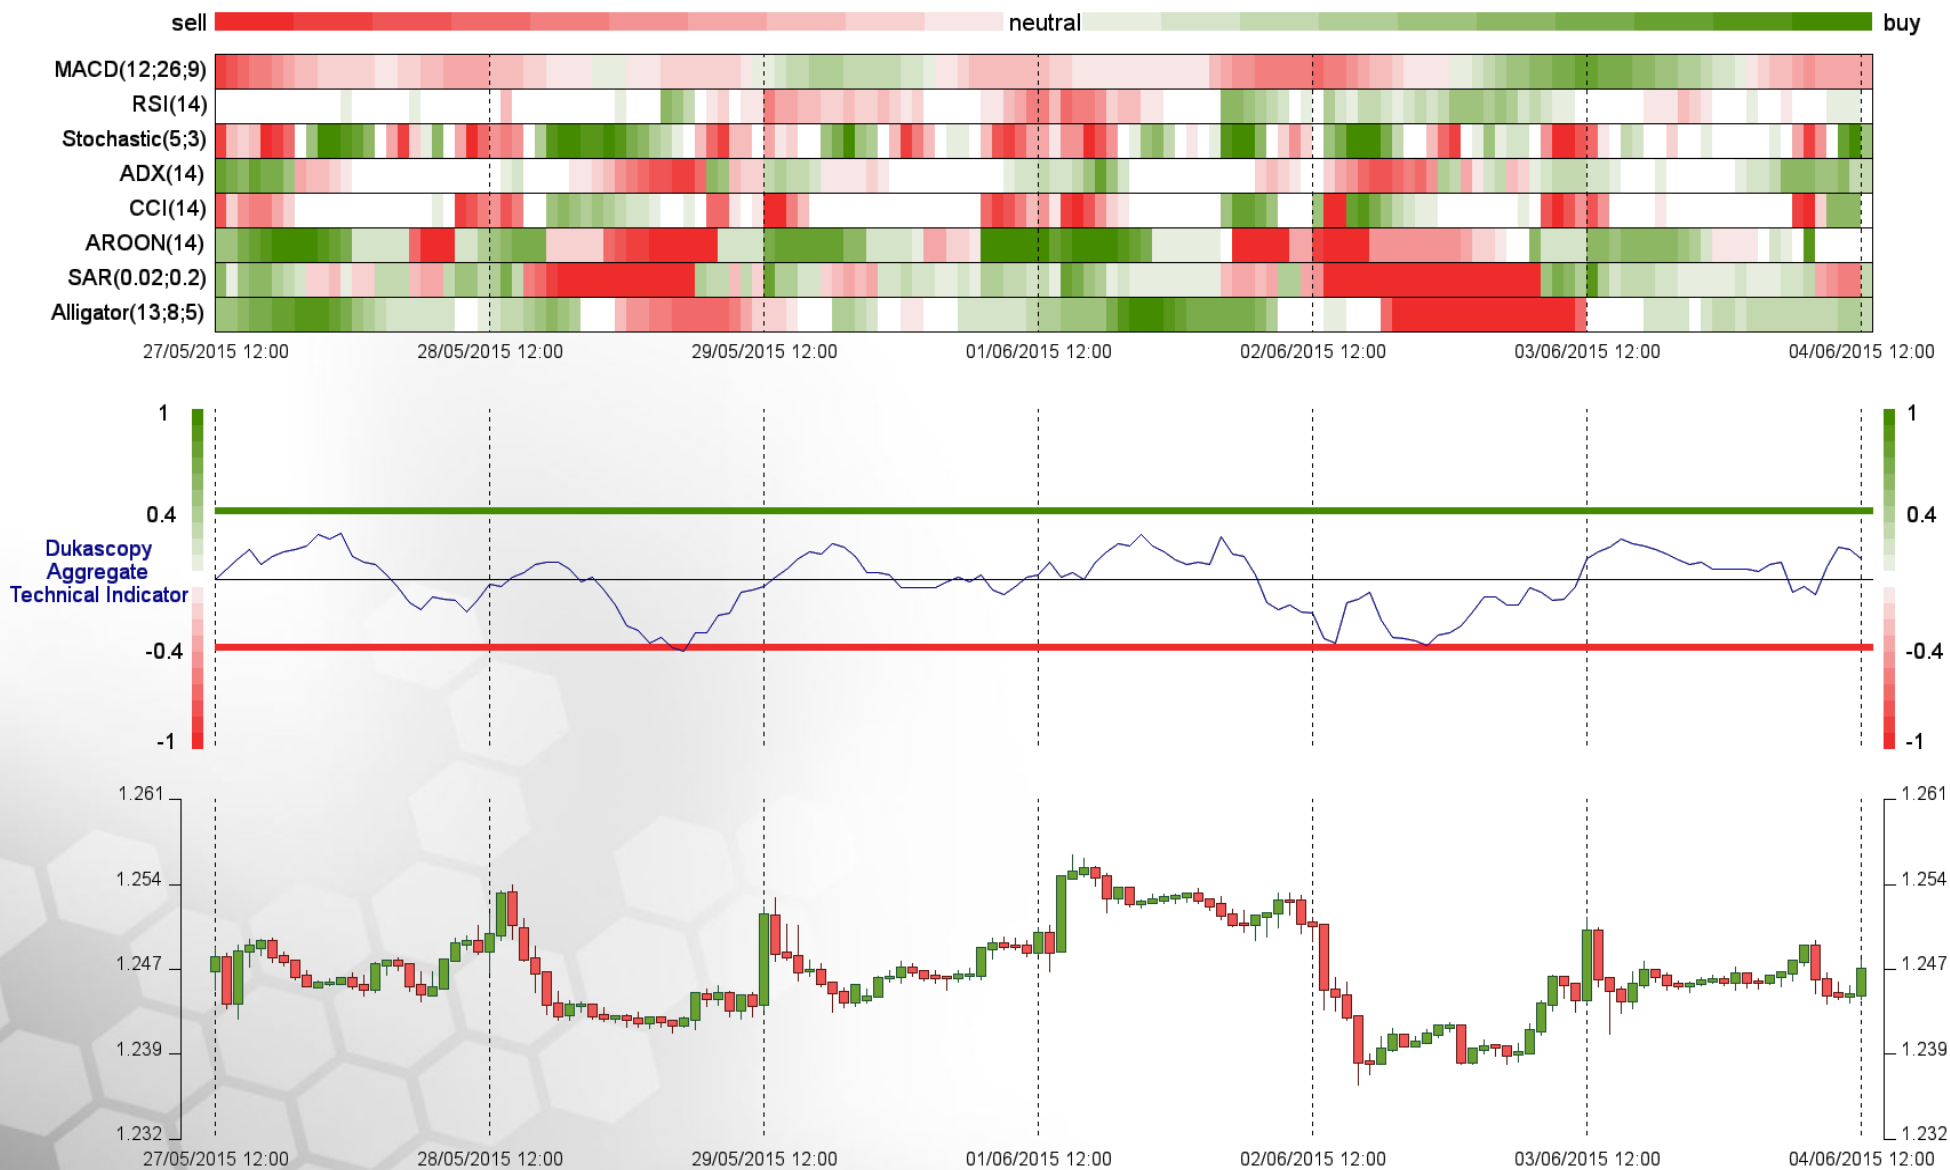 sell neutral buy
MACD(12;26;9)
RSI(14)
Stochastic(5;3)
ADX(14)
CCI(14)
AROON(14)
SAR(0.02;0.2)
Alligator(13;8;5)
27/05/2015 12:00 28/05/2015 12:00 29/05/2015 12:00 01/06/2015 12:00 02/06/2015 12:00 03/06/2015 12:00 04/06/2015 12:00
1 1
0.4 0.4
Dukascopy
Aggregate
Technical Indicator
-0.4 -0.4
-1 -1
1.261 1.261
1.254 1.254
1.247 1.247
1.239 1.239
1.232 1.232
27/05/2015 12:00 28/05/2015 12:00 29/05/2015 12:00 01/06/2015 12:00 02/06/2015 12:00 03/06/2015 12:00 04/06/2015 12:00